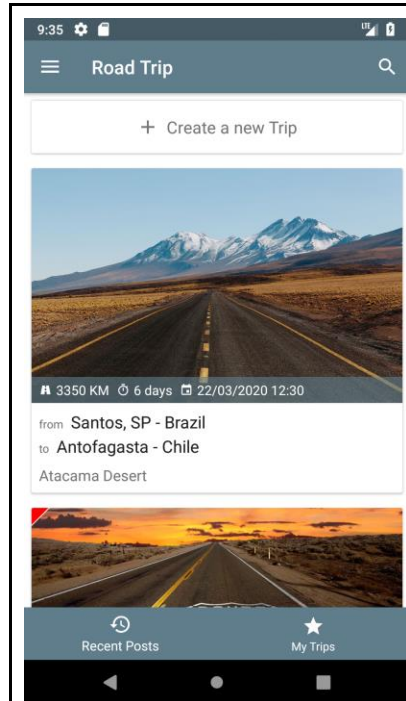 9:35
LTE
Road Trip
+ Create a new Trip
3350 KM 6 days 22/03/2020 12:30
from Santos, SP - Brazil
to Antofagasta - Chile
Atacama Desert
Recent Posts
My Trips